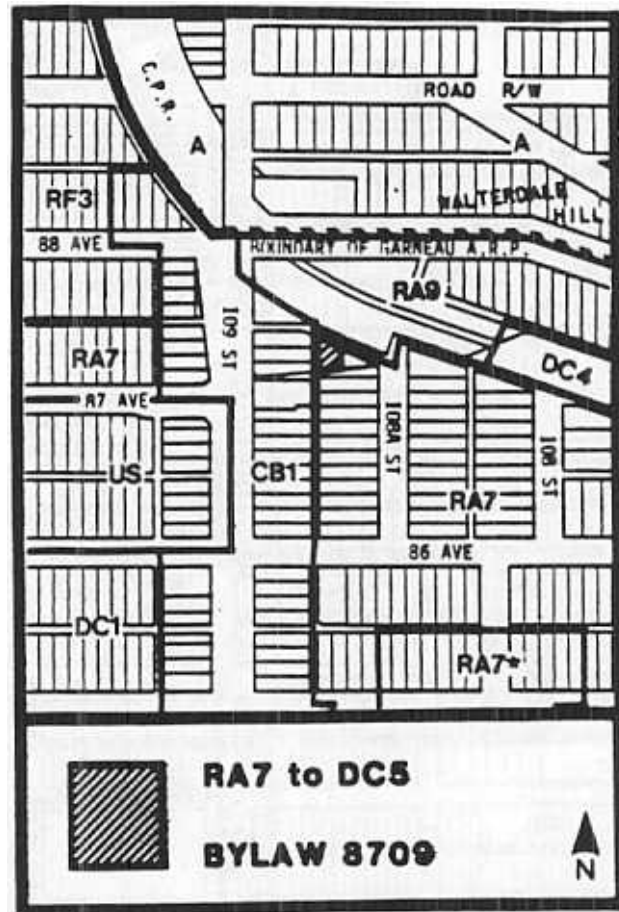 C.P.R.
ROAD R/W
A
A
WALTERDALE
HILL
RF3
88 AVE
BOUNDARY OF GARNEAU A.R.P.
RA9
109 ST
RA7
DC4
87 AVE
108A ST
108 ST
US
CB1
RA7
86 AVE
DC1
RA7*
RA7 to DC5
BYLAW 8709
N